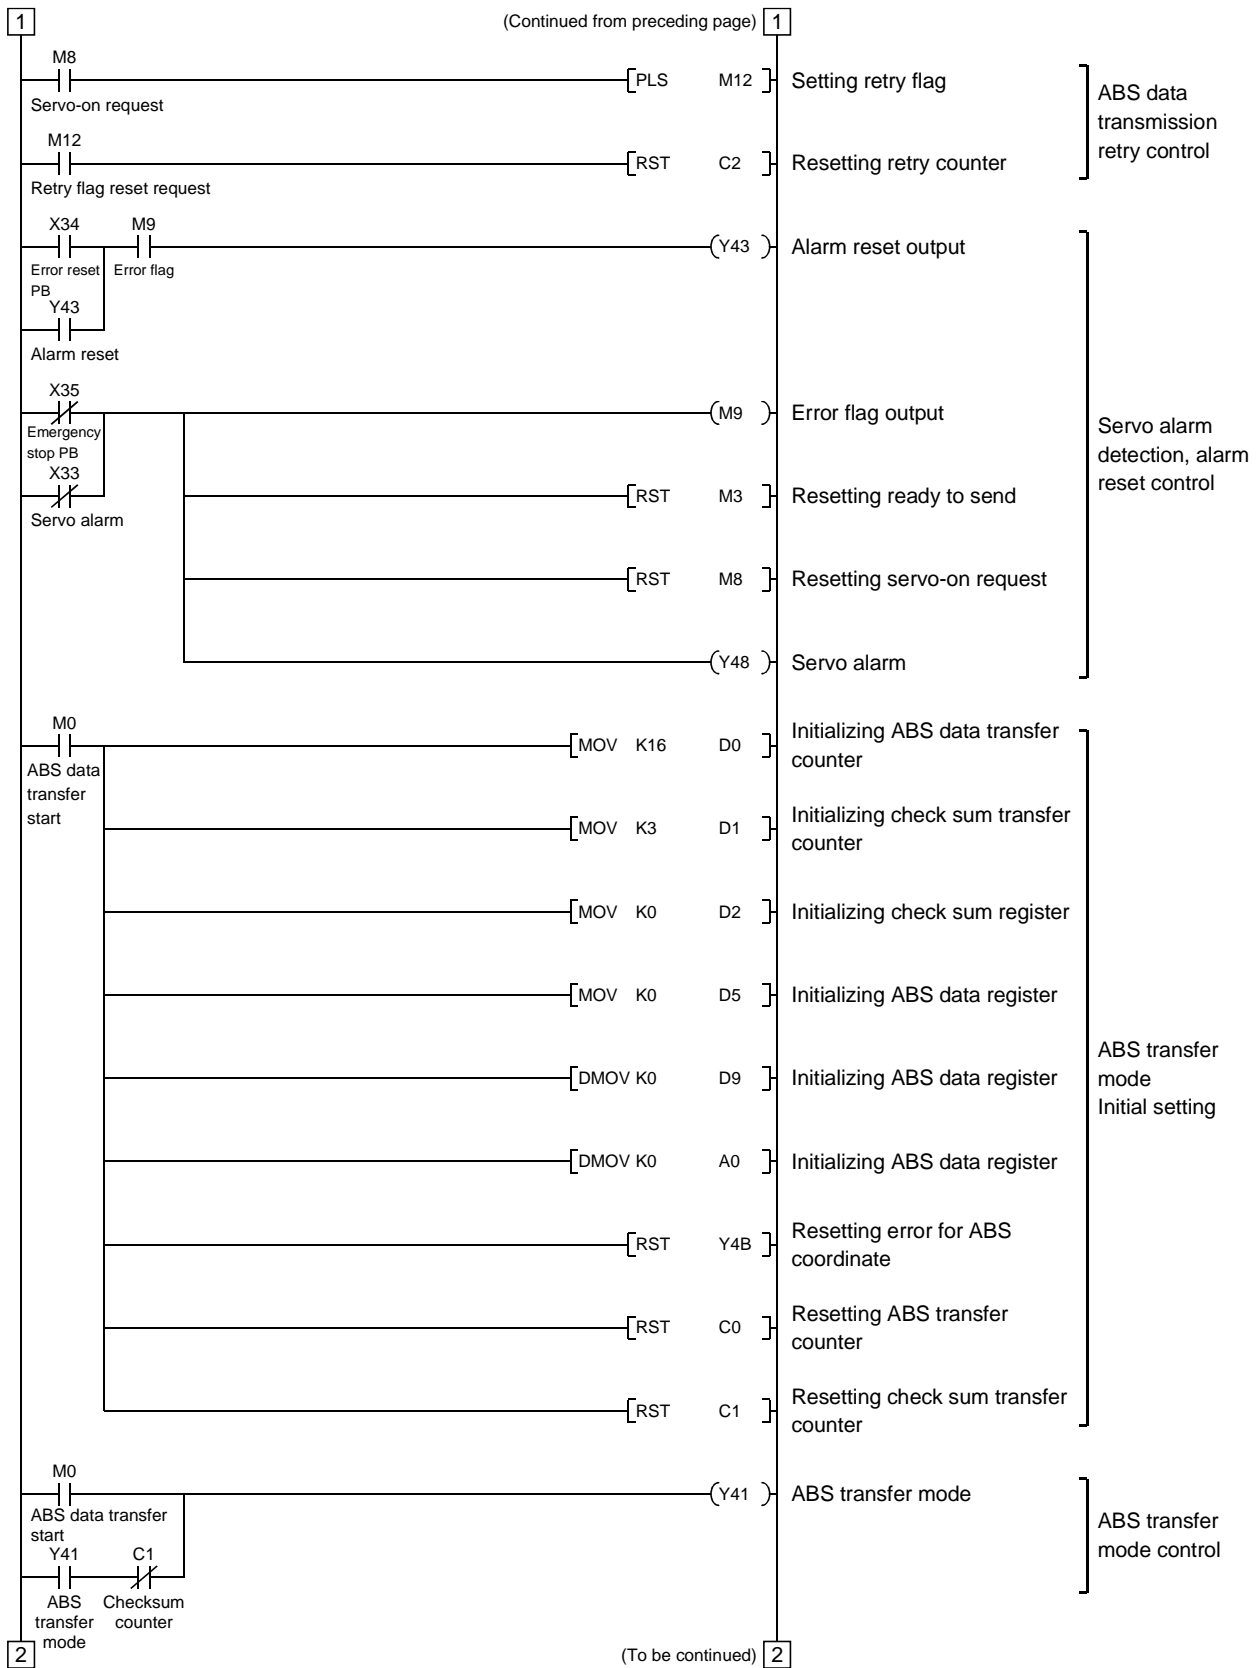 1 (Continued from preceding page) 1
M8
PLS M12 Setting retry flag
Servo-on request
ABS data
transmission
retry control
M12
RST C2 Resetting retry counter
Retry flag reset request
X34 M9
Y43 Alarm reset output
Error reset Error flag
PB
Y43
Alarm reset
X35
M9 Error flag output
Emergency
stop PB
X33
Servo alarm
Servo alarm
detection, alarm
reset control
RST M3 Resetting ready to send
RST M8 Resetting servo-on request
Y48 Servo alarm
M0
MOV K16 D0 Initializing ABS data transfer
counter
ABS data
transfer
start
MOV K3 D1 Initializing check sum transfer
counter
MOV K0 D2 Initializing check sum register
MOV K0 D5 Initializing ABS data register
DMOV K0 D9 Initializing ABS data register
ABS transfer
mode
Initial setting
DMOV K0 A0 Initializing ABS data register
RST Y4B Resetting error for ABS
coordinate
RST C0 Resetting ABS transfer
counter
RST C1 Resetting check sum transfer
counter
M0
Y41 ABS transfer mode
ABS data transfer
start
ABS transfer
mode control
Y41 C1
ABS Checksum
transfer counter
mode
2 (To be continued) 2